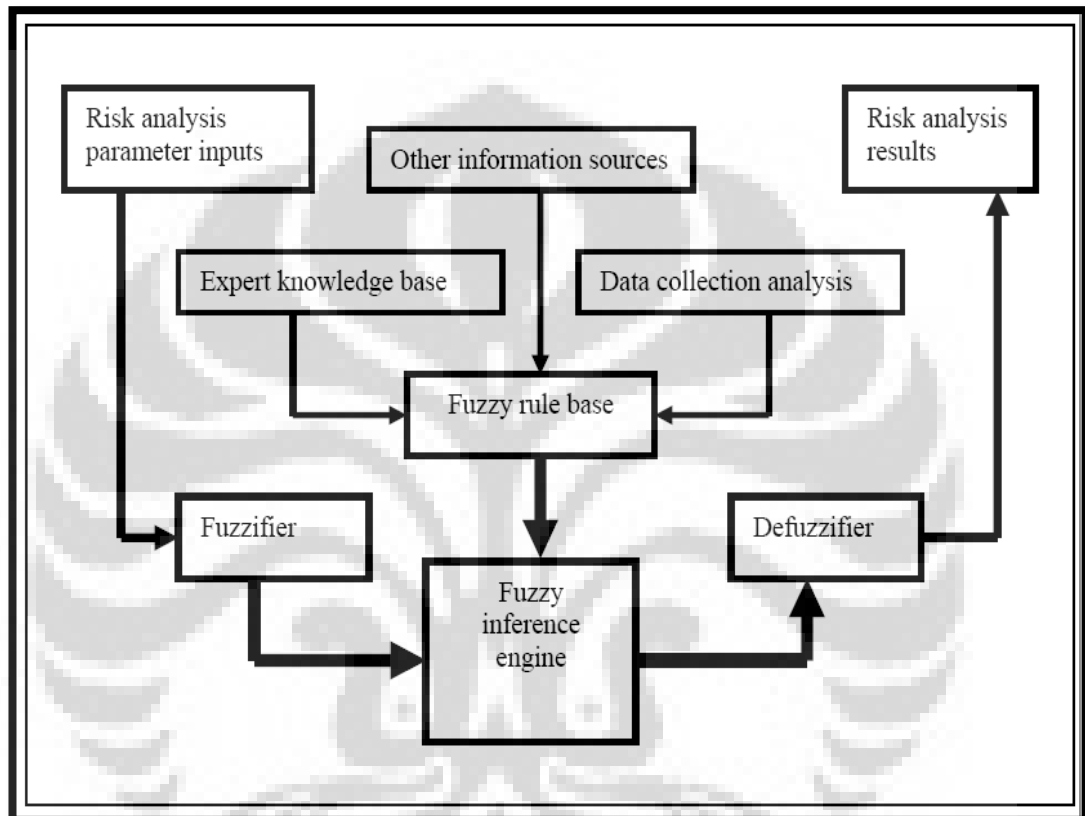 Risk analysis
parameter inputs
Other information sources
Risk analysis
results
Expert knowledge base
Data collection analysis
Fuzzy rule base
Fuzzifier
Defuzzifier
Fuzzy
inference
engine